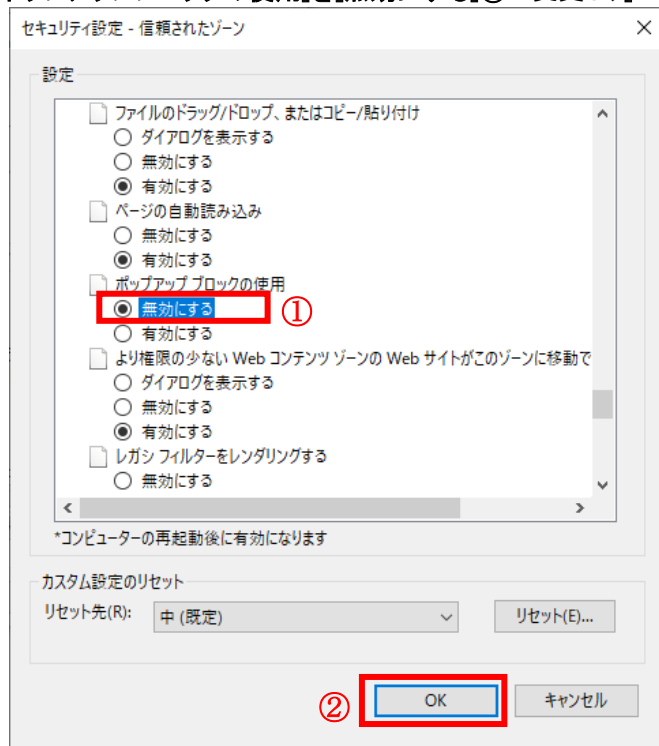 セキュリティ設定 - 信頼されたゾーン
設定
ファイルのドラッグ/ドロップ、またはコピー/貼り付け
ダイアログを表示する
無効にする
有効にする
ページの自動読み込み
無効にする
有効にする
ポップアップ ブロックの使用
無効にする ①
有効にする
より権限の少ない Web コンテンツ ゾーンの Web サイトがこのゾーンに移動で
ダイアログを表示する
無効にする
有効にする
レガシ フィルターをレンダリングする
無効にする
*コンピューターの再起動後に有効になります
カスタム設定のリセット
リセット先(R): 中 (既定) リセット(E)...
② OK キャンセル